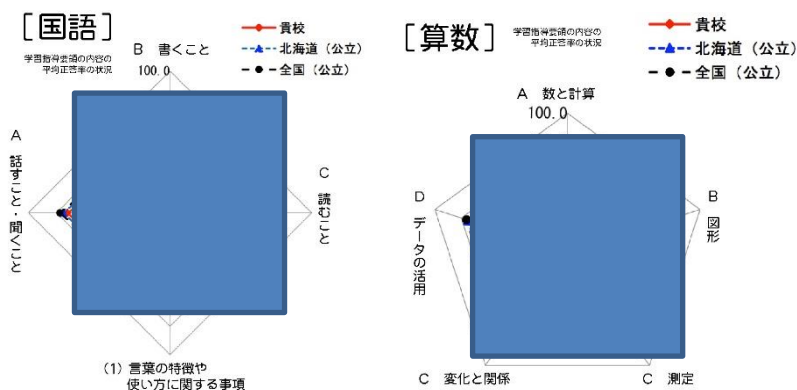 ［国語］
学習指導要領の内容の
平均正答率の状況
貴校
北海道（公立）
全国（公立）
B 書くこと
100.0
A 話すこと・聞くこと
C 読むこと
(1) 言葉の特徴や
使い方に関する事項
［算数］
学習指導要領の内容の
平均正答率の状況
貴校
北海道（公立）
全国（公立）
A 数と計算
100.0
D データの活用
B 図形
C 変化と関係
C 測定